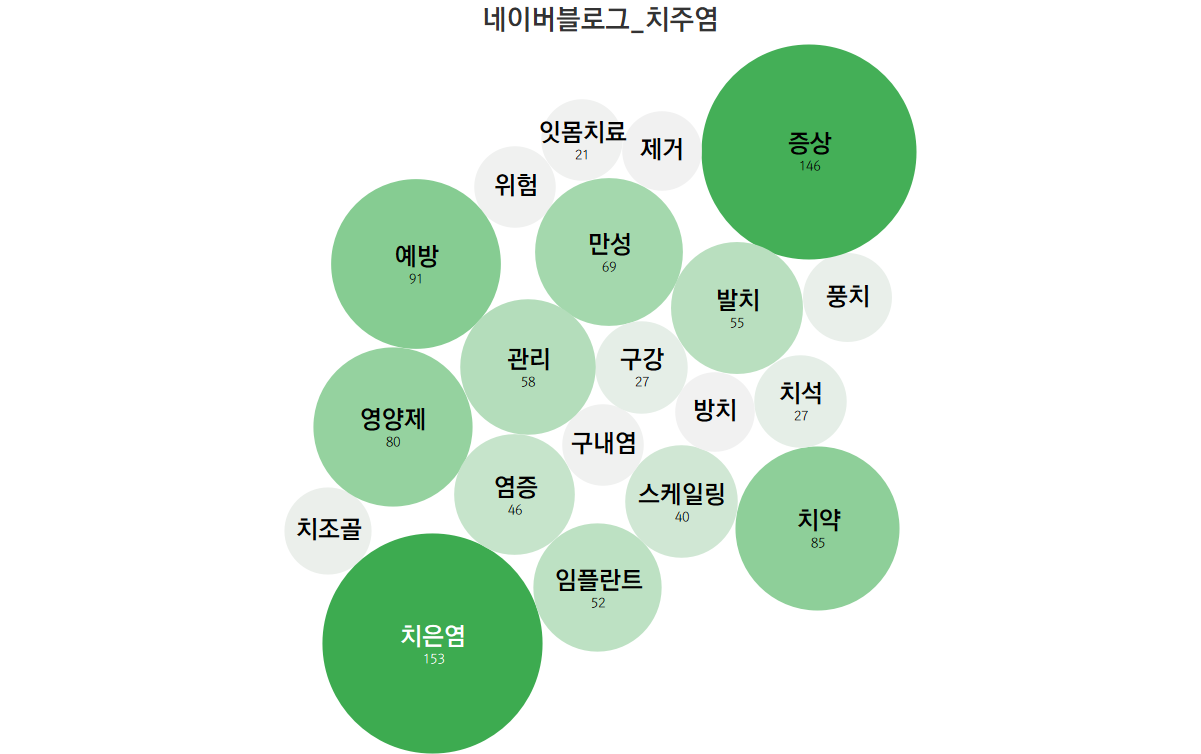 네이버블로그_치주염
증상
146
잇몸치료
21
제거
위험
예방
91
만성
69
발치
55
풍치
관리
58
구강
27
방치
치석
27
영양제
80
구내염
염증
46
스케일링
40
치약
85
치조골
임플란트
52
치은염
153